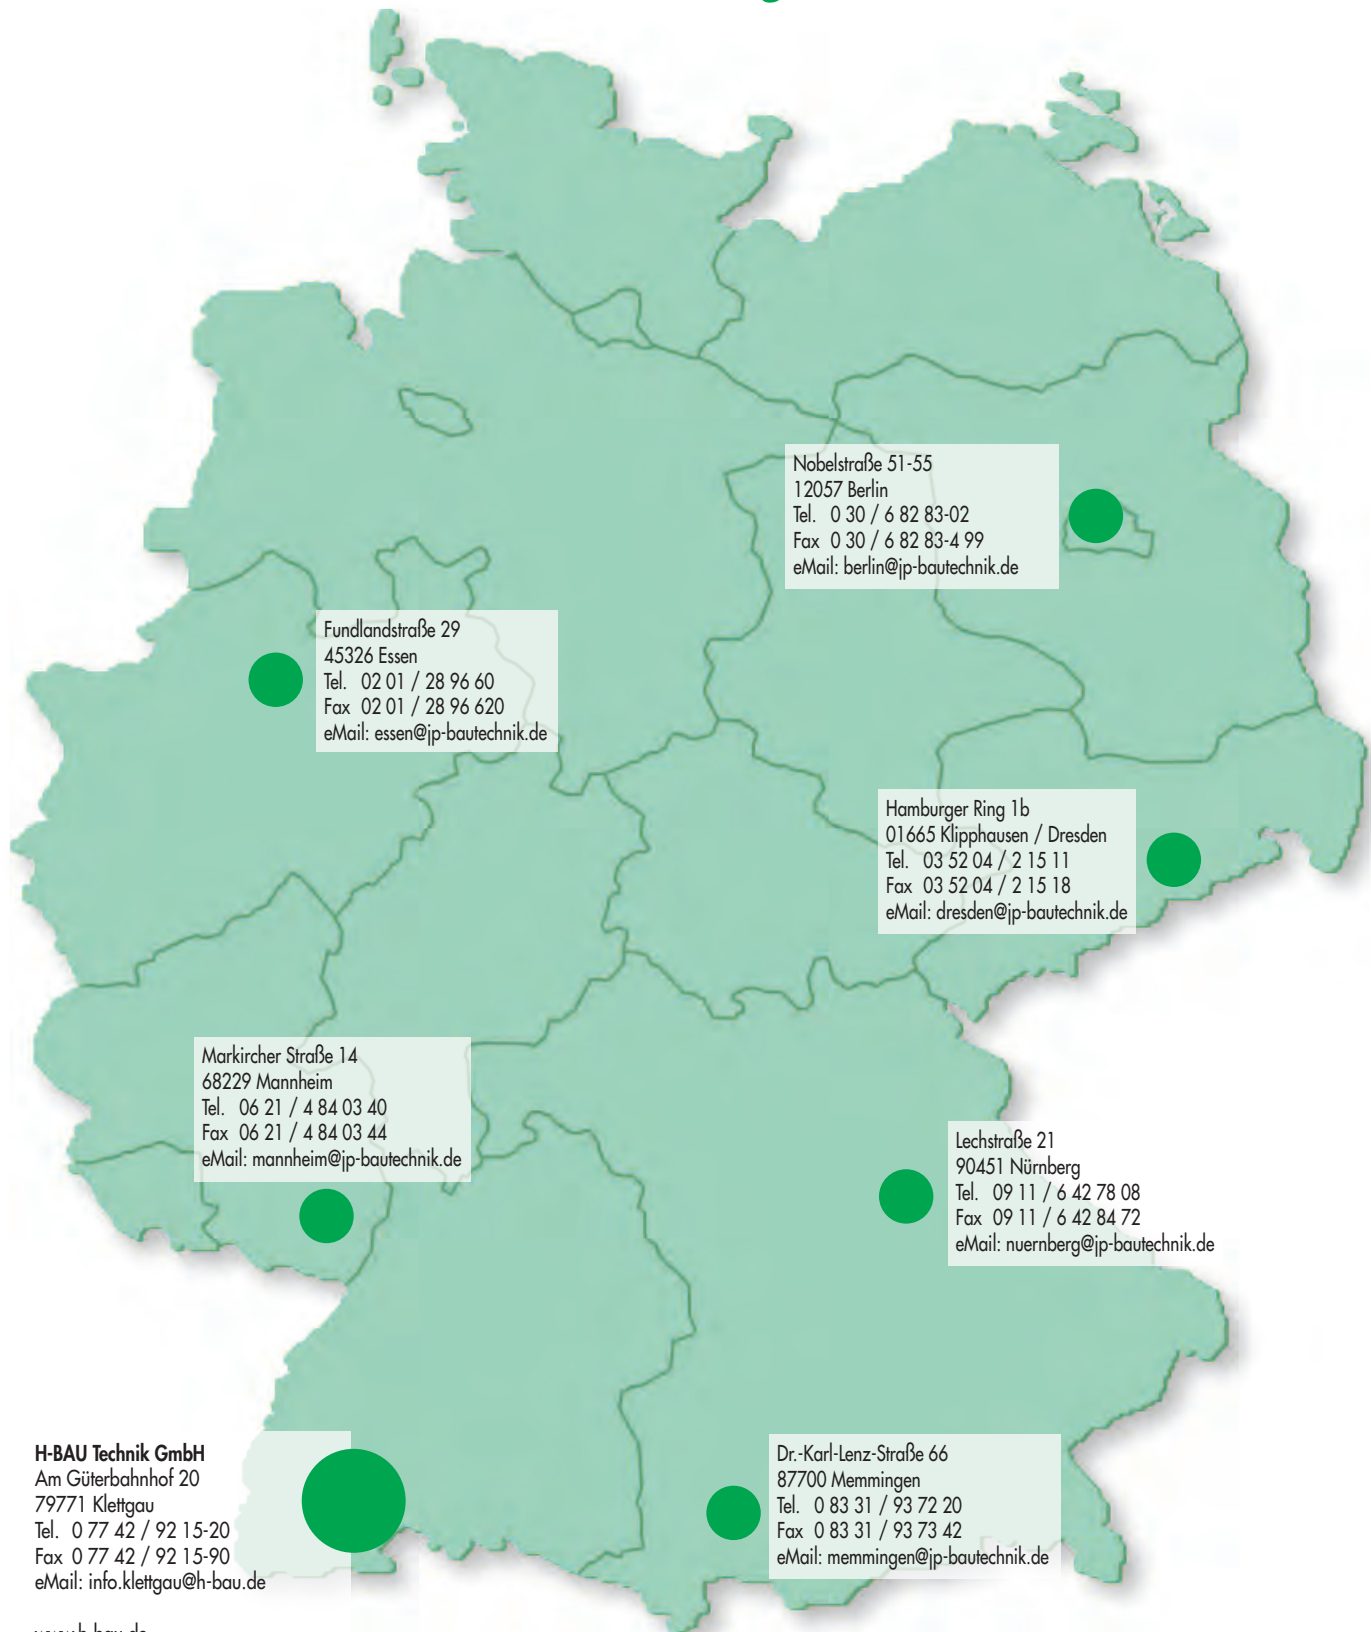 Nobelstraße 51-55
12057 Berlin
Tel. 0 30 / 6 82 83-02
Fax 0 30 / 6 82 83-4 99
eMail: berlin@jp-bautechnik.de
Fundlandstraße 29
45326 Essen
Tel. 02 01 / 28 96 60
Fax 02 01 / 28 96 620
eMail: essen@jp-bautechnik.de
Hamburger Ring 1b
01665 Klipphausen / Dresden
Tel. 03 52 04 / 2 15 11
Fax 03 52 04 / 2 15 18
eMail: dresden@jp-bautechnik.de
Markircher Straße 14
68229 Mannheim
Tel. 06 21 / 4 84 03 40
Fax 06 21 / 4 84 03 44
eMail: mannheim@jp-bautechnik.de
Lechstraße 21
90451 Nürnberg
Tel. 09 11 / 6 42 78 08
Fax 09 11 / 6 42 84 72
eMail: nuernberg@jp-bautechnik.de
H-BAU Technik GmbH
Am Güterbahnhof 20
79771 Klettgau
Tel. 0 77 42 / 92 15-20
Fax 0 77 42 / 92 15-90
eMail: info.klettgau@h-bau.de
www.h-bau.de
Dr.-Karl-Lenz-Straße 66
87700 Memmingen
Tel. 0 83 31 / 93 72 20
Fax 0 83 31 / 93 73 42
eMail: memmingen@jp-bautechnik.de